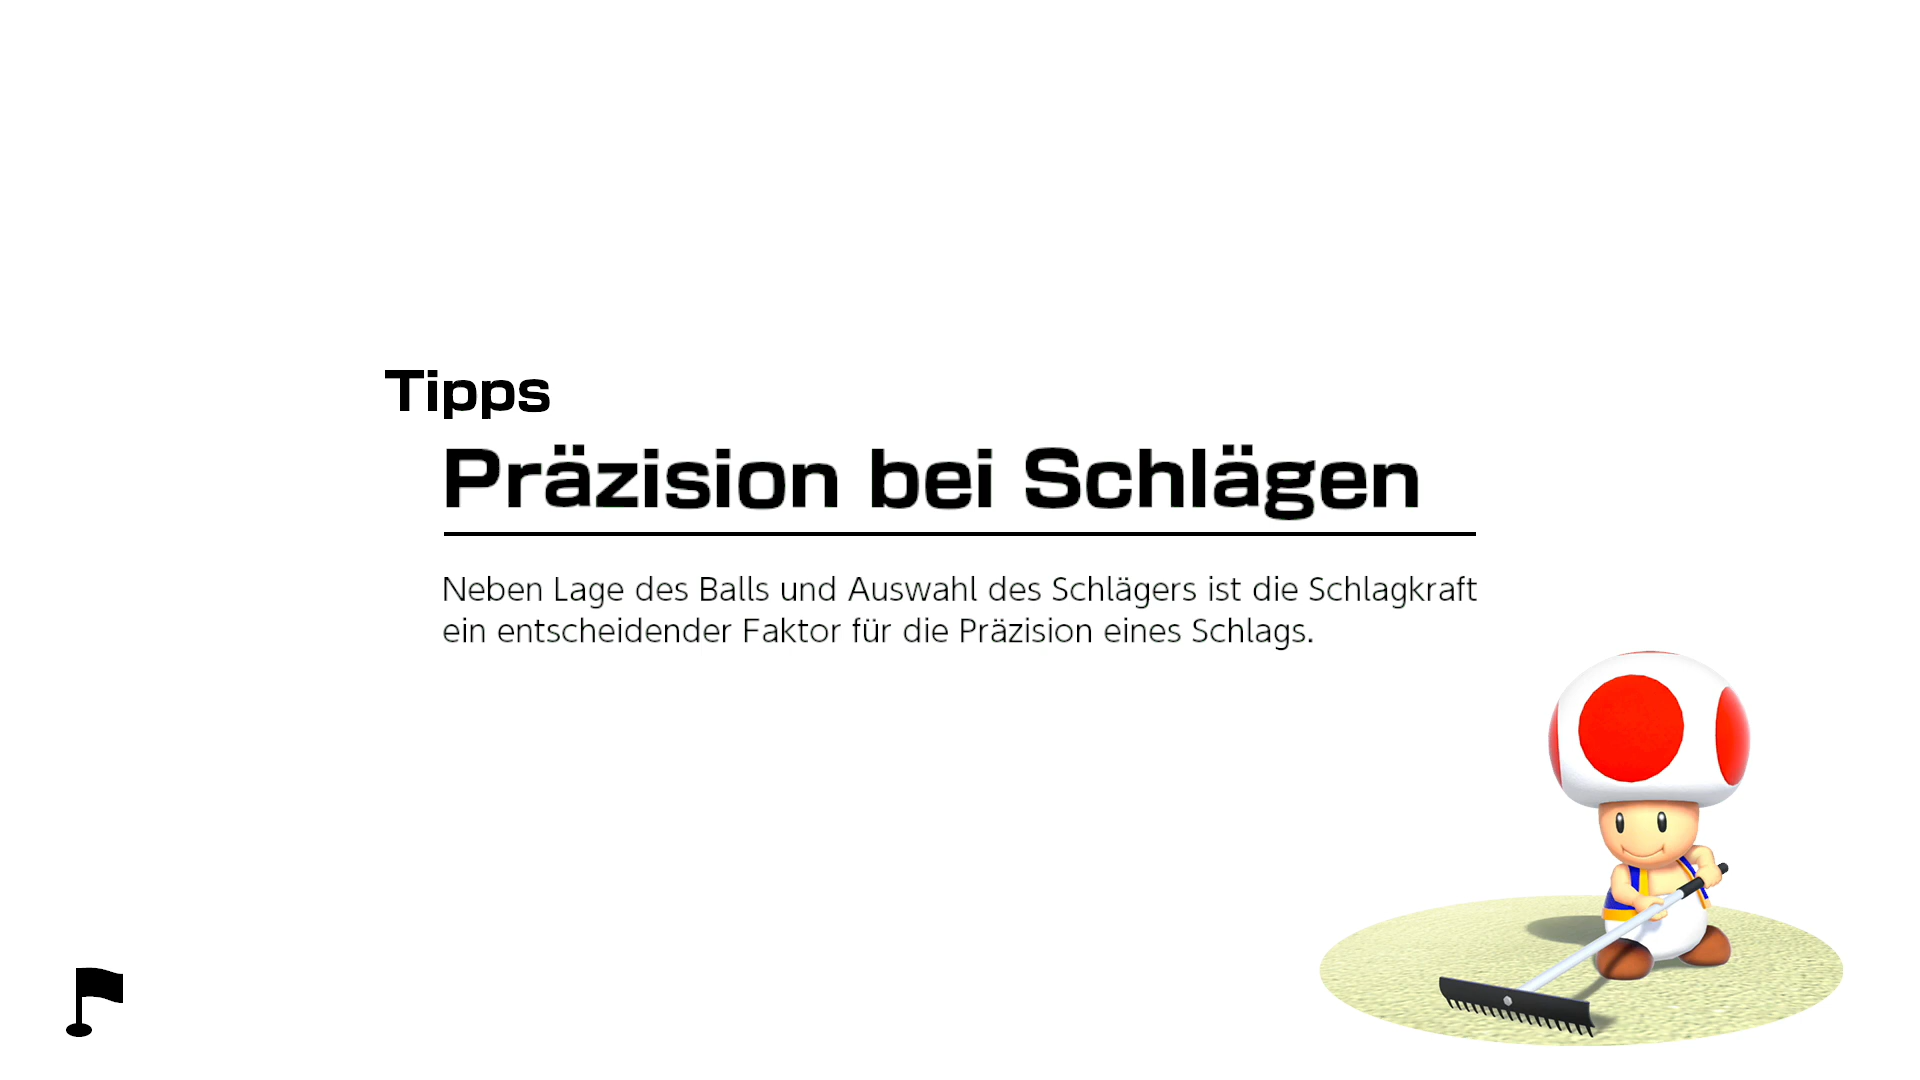 Tipps
Präzision bei Schlägen
Neben Lage des Balls und Auswahl des Schlägers ist die Schlagkraft
ein entscheidender Faktor für die Präzision eines Schlags.